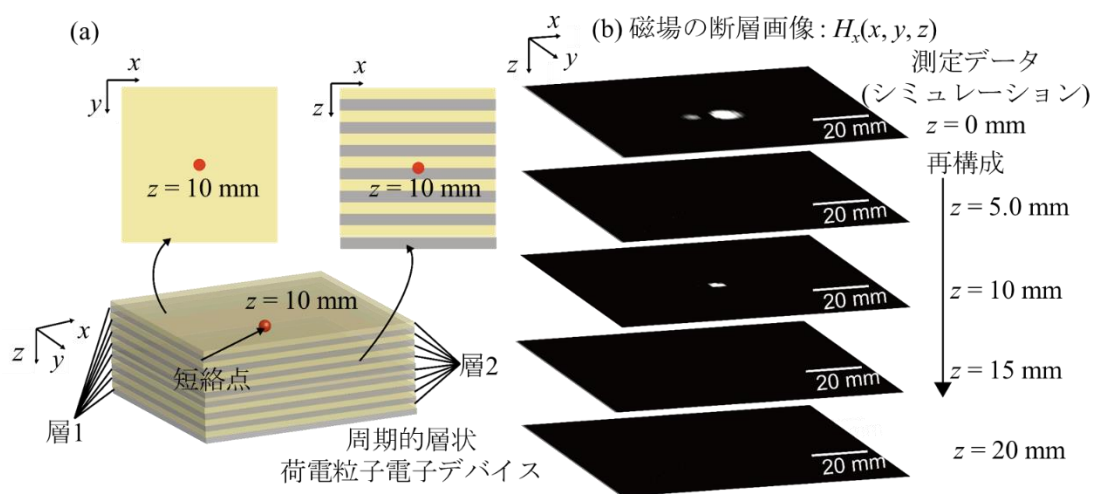 (a)
x
y
z = 10 mm
x
z
z = 10 mm
z = 10 mm
x
y
z
短絡点
層1
層2
周期的層状
荷電粒子電子デバイス
(b) 磁場の断層画像: Hx(x, y, z)
x
y
z
測定データ
(シミュレーション)
20 mm
z = 0 mm
再構成
20 mm
z = 5.0 mm
20 mm
z = 10 mm
20 mm
z = 15 mm
20 mm
z = 20 mm